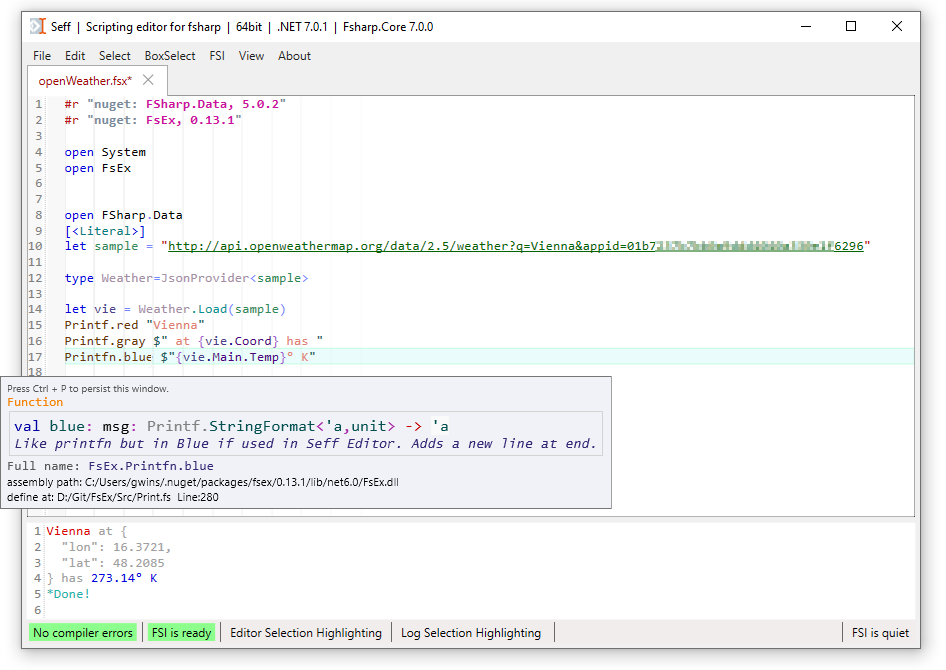 Seff | Scripting editor for fsharp | 64bit | .NET 7.0.1 | Fsharp.Core 7.0.0
File Edit Select BoxSelect FSI View About
openWeather.fsx*
1 #r "nuget: FSharp.Data, 5.0.2"
2 #r "nuget: FsEx, 0.13.1"
3
4 open System
5 open FsEx
6
7
8 open FSharp.Data
9 [<Literal>]
10 let sample = "http://api.openweathermap.org/data/2.5/weather?q=Vienna&appid=01b7 6296"
11
12 type Weather=JsonProvider<sample>
13
14 let vie = Weather.Load(sample)
15 Printf.red "Vienna"
16 Printf.gray $" at {vie.Coord} has "
17 Printfn.blue $"{vie.Main.Temp}° K"
18
Press Ctrl + P to persist this window.
Function
val blue: msg: Printf.StringFormat<'a,unit> -> 'a
Like printfn but in Blue if used in Seff Editor. Adds a new line at end.
Full name: FsEx.Printfn.blue
assembly path: C:/Users/gwins/.nuget/packages/fsex/0.13.1/lib/net6.0/FsEx.dll
define at: D:/Git/FsEx/Src/Print.fs Line:280
1 Vienna at {
2 "lon": 16.3721,
3 "lat": 48.2085
4 } has 273.14° K
5 *Done!
6
No compiler errors FSI is ready Editor Selection Highlighting Log Selection Highlighting FSI is quiet